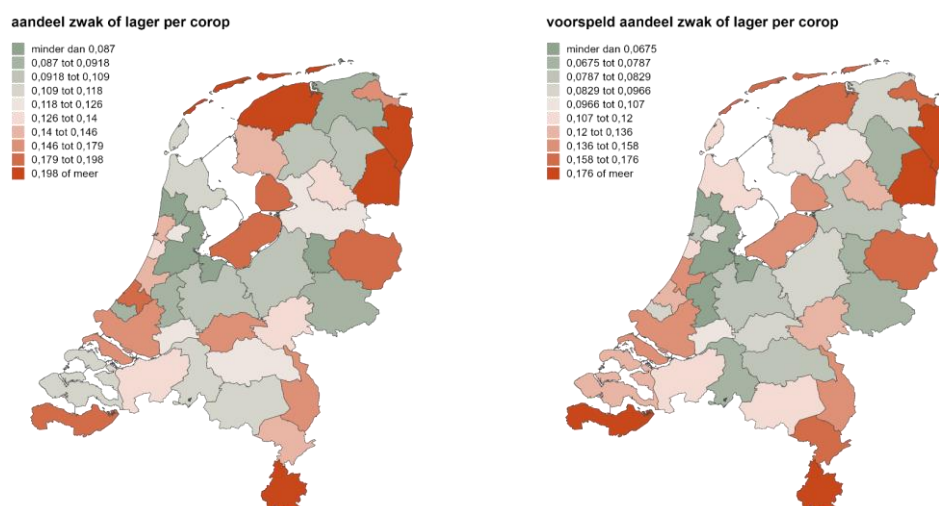 aandeel zwak of lager per corop
minder dan 0,087
0,087 tot 0,0918
0,0918 tot 0,109
0,109 tot 0,118
0,118 tot 0,126
0,126 tot 0,14
0,14 tot 0,146
0,146 tot 0,179
0,179 tot 0,198
0,198 of meer
voorspeld aandeel zwak of lager per corop
minder dan 0,0675
0,0675 tot 0,0787
0,0787 tot 0,0829
0,0829 tot 0,0966
0,0966 tot 0,107
0,107 tot 0,12
0,12 tot 0,136
0,136 tot 0,158
0,158 tot 0,176
0,176 of meer